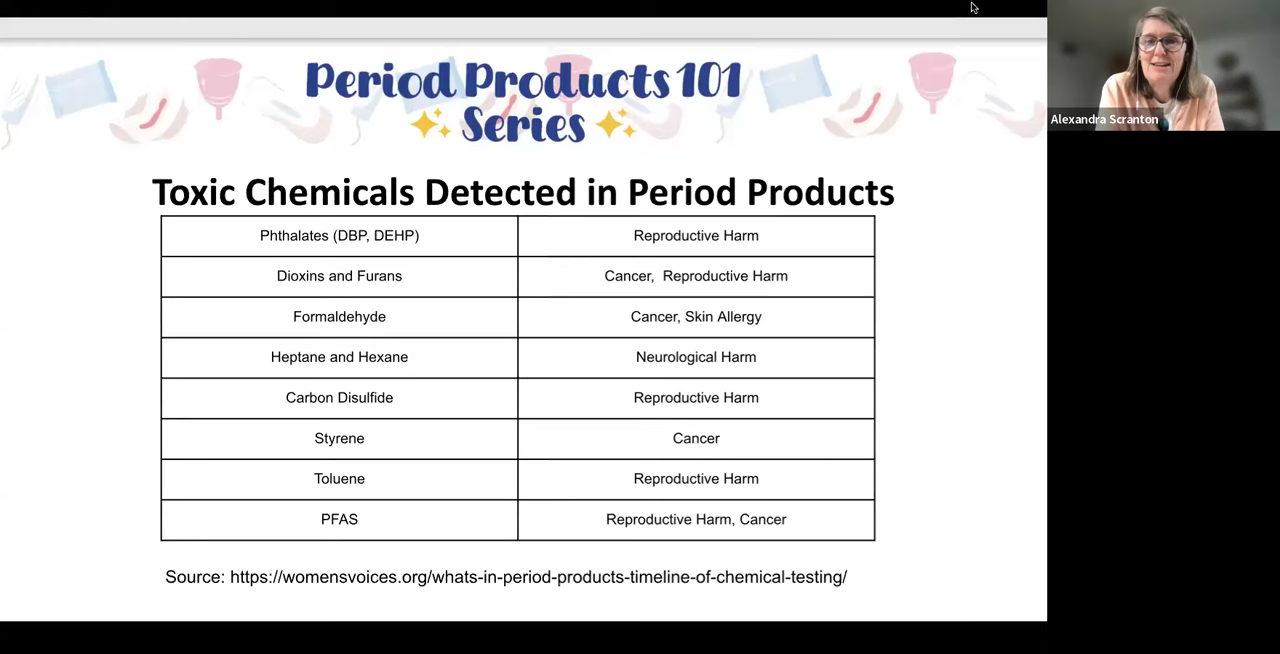 Period Products 101
Series
Toxic Chemicals Detected in Period Products
Phthalates (DBP, DEHP) Reproductive Harm
Dioxins and Furans Cancer, Reproductive Harm
Formaldehyde Cancer, Skin Allergy
Heptane and Hexane Neurological Harm
Carbon Disulfide Reproductive Harm
Styrene Cancer
Toluene Reproductive Harm
PFAS Reproductive Harm, Cancer
Source: https://womensvoices.org/whats-in-period-products-timeline-of-chemical-testing/
Alexandra Scranton